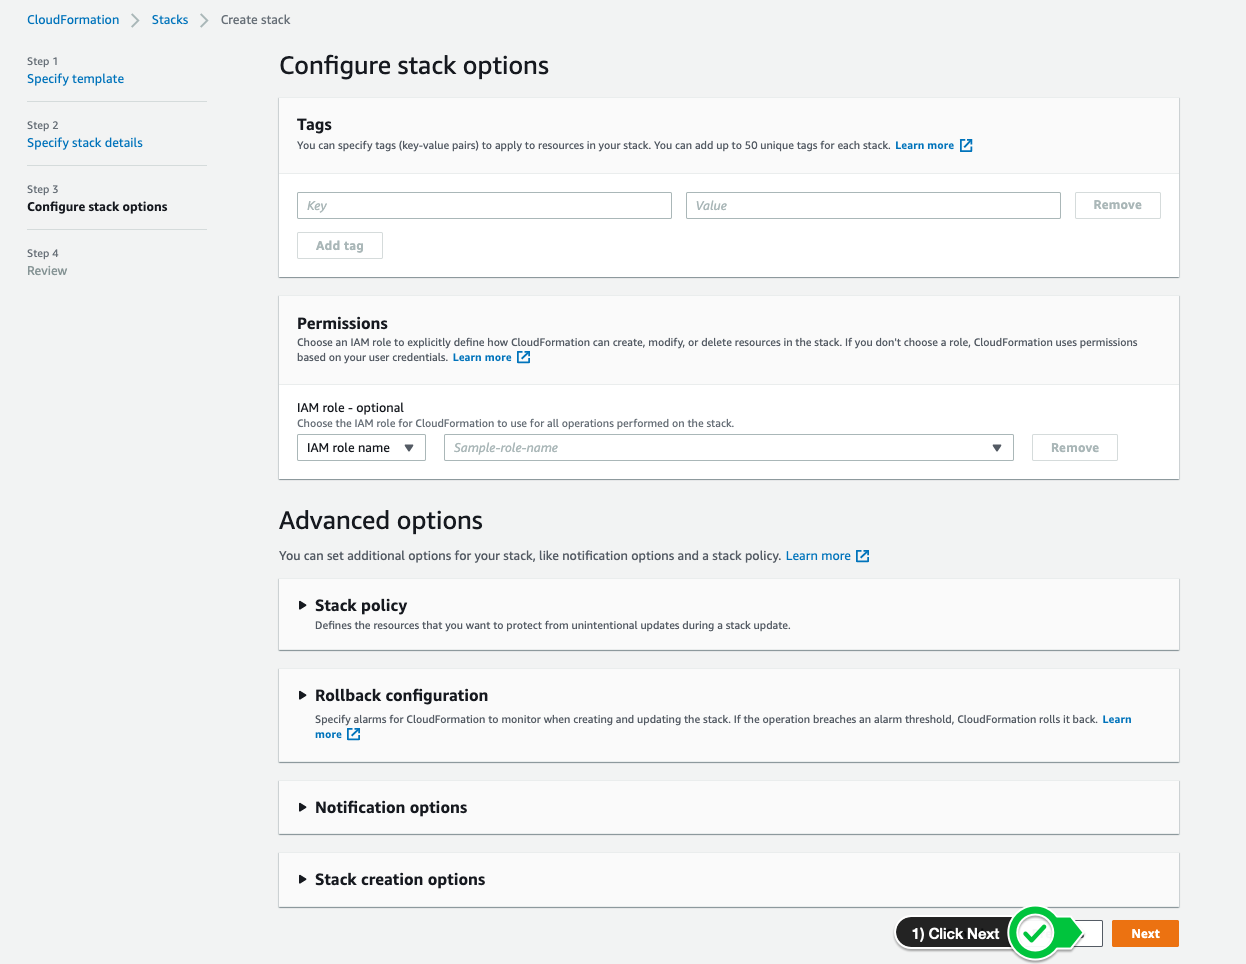 CloudFormation > Stacks > Create stack
Step 1
Specify template
Step 2
Specify stack details
Step 3
Configure stack options
Step 4
Review
Configure stack options
Tags
You can specify tags (key-value pairs) to apply to resources in your stack. You can add up to 50 unique tags for each stack. Learn more
Key Value Remove
Add tag
Permissions
Choose an IAM role to explicitly define how CloudFormation can create, modify, or delete resources in the stack. If you don't choose a role, CloudFormation uses permissions
based on your user credentials. Learn more
IAM role - optional
Choose the IAM role for CloudFormation to use for all operations performed on the stack.
IAM role name Sample-role-name Remove
Advanced options
You can set additional options for your stack, like notification options and a stack policy. Learn more
Stack policy
Defines the resources that you want to protect from unintentional updates during a stack update.
Rollback configuration
Specify alarms for CloudFormation to monitor when creating and updating the stack. If the operation breaches an alarm threshold, CloudFormation rolls it back. Learn
more
Notification options
Stack creation options
1) Click Next Next